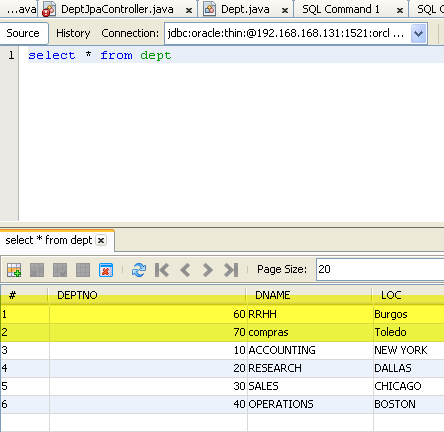 ...ava DeptJpaController.java Dept.java SQL Command 1 SQL C
Source History Connection: jdbc:oracle:thin:@192.168.168.131:1521:orcl ...
1 select * from dept
select * from dept
Page Size: 20
# DEPTNO DNAME LOC
1 60 RRHH Burgos
2 70 compras Toledo
3 10 ACCOUNTING NEW YORK
4 20 RESEARCH DALLAS
5 30 SALES CHICAGO
6 40 OPERATIONS BOSTON